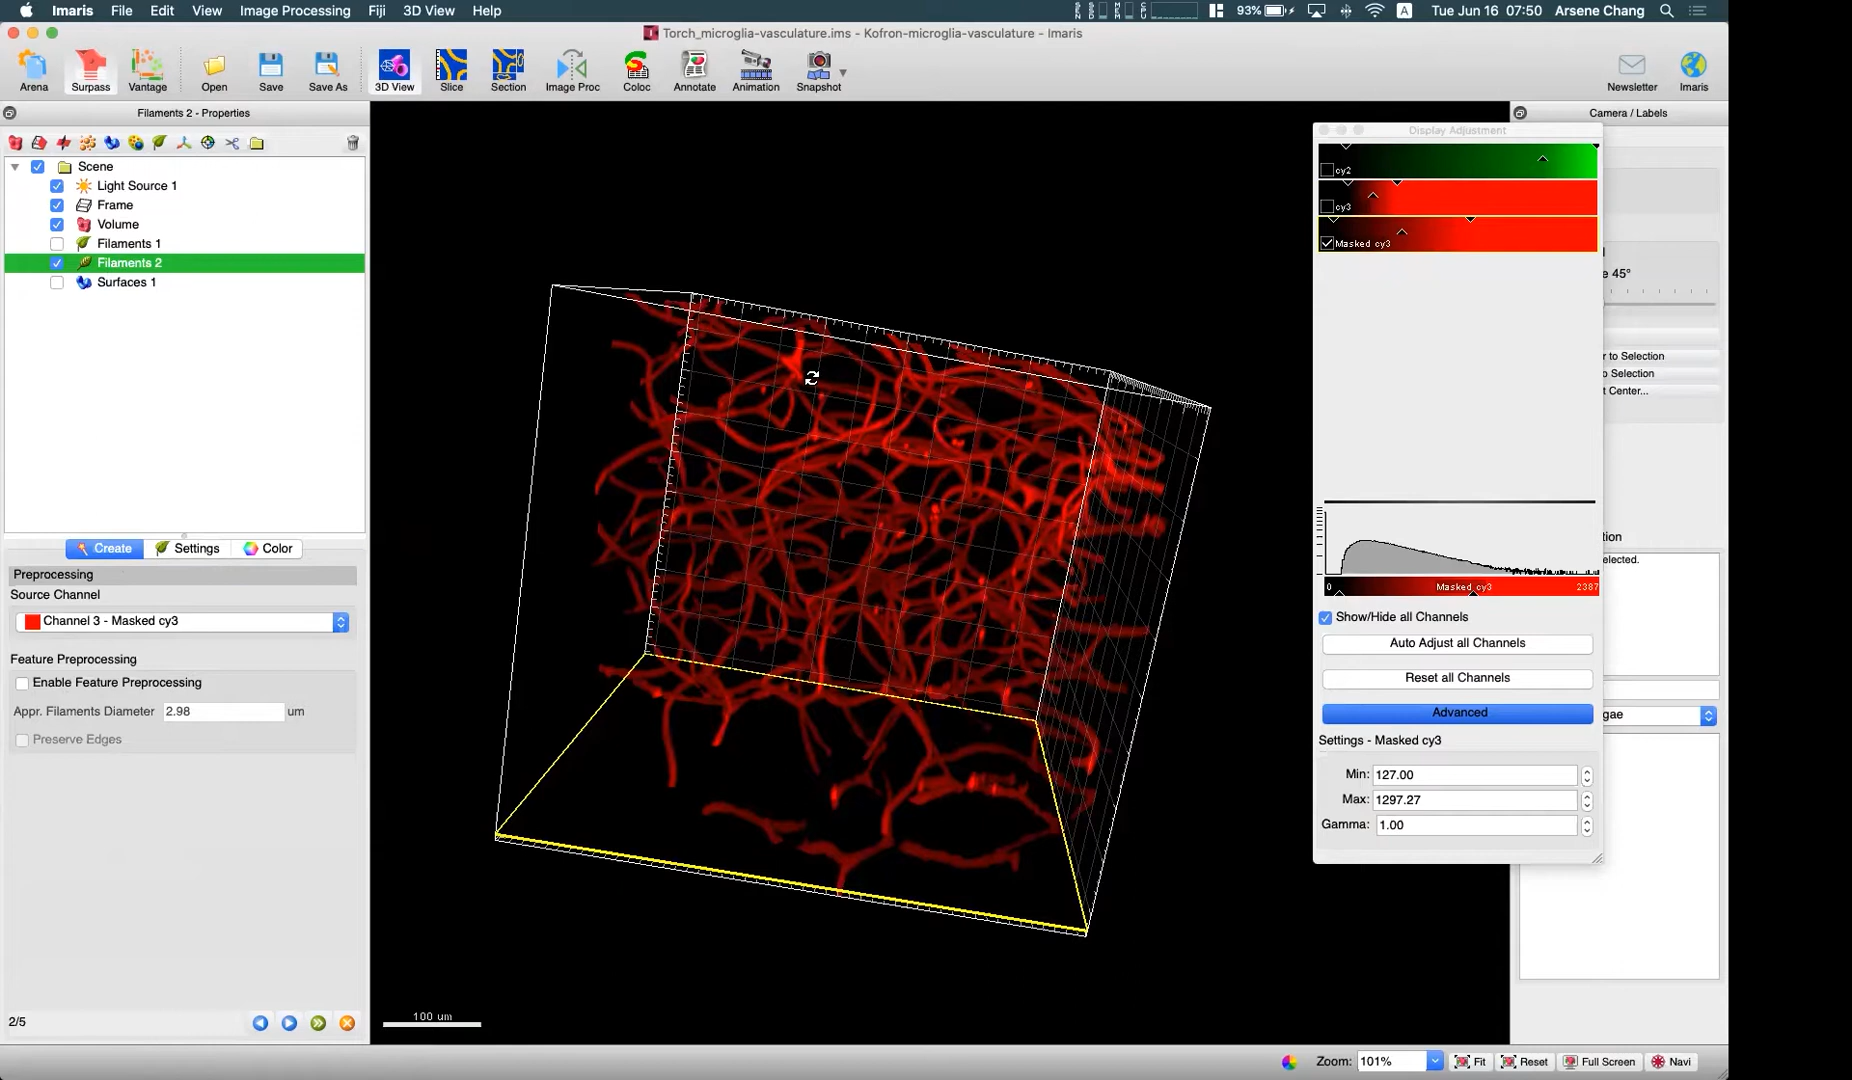 Imaris File Edit View Image Processing Fiji 3D View Help 93% A Tue Jun 16 07:50 Arsene Chang
Torch_microglia-vasculature.ims - Kofron-microglia-vasculature - Imaris
Arena Surpass Vantage Open Save Save As 3D View Slice Section Image Proc Coloc Annotate Animation Snapshot Newsletter Imaris
Filaments 2 - Properties
Camera / Labels
Display Adjustment
Scene
Light Source 1
Frame
Volume
Filaments 1
Filaments 2
Surfaces 1
cy2
cy3
Masked cy3
e 45°
r to Selection
o Selection
t Center...
Create Settings Color
Preprocessing
Source Channel
Channel 3 - Masked cy3
Feature Preprocessing
Enable Feature Preprocessing
Appr. Filaments Diameter 2.98 um
Preserve Edges
2/5
100 um
0 Masked cy3 2387
Show/Hide all Channels
Auto Adjust all Channels
Reset all Channels
Advanced
Settings - Masked cy3
Min: 127.00
Max: 1297.27
Gamma: 1.00
tion
elected.
gae
Zoom: 101% Fit Reset Full Screen Navi